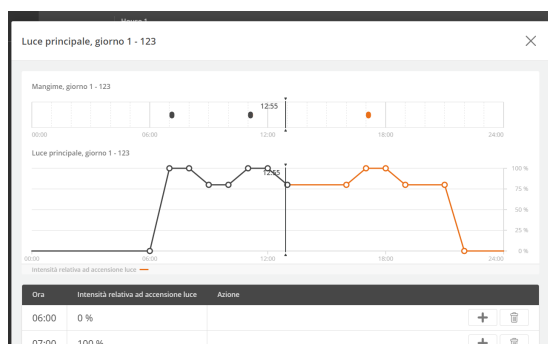 House 1
Luce principale, giorno 1 - 123
Mangime, giorno 1 - 123
12:55
00:00 06:00 12:00 18:00 24:00
Luce principale, giorno 1 - 123
12:55
100 %
75 %
50 %
25 %
0 %
00:00 06:00 12:00 18:00 24:00
Intensità relativa ad accensione luce
Ora Intensità relativa ad accensione luce Azione
06:00 0 %
07:00 100 %